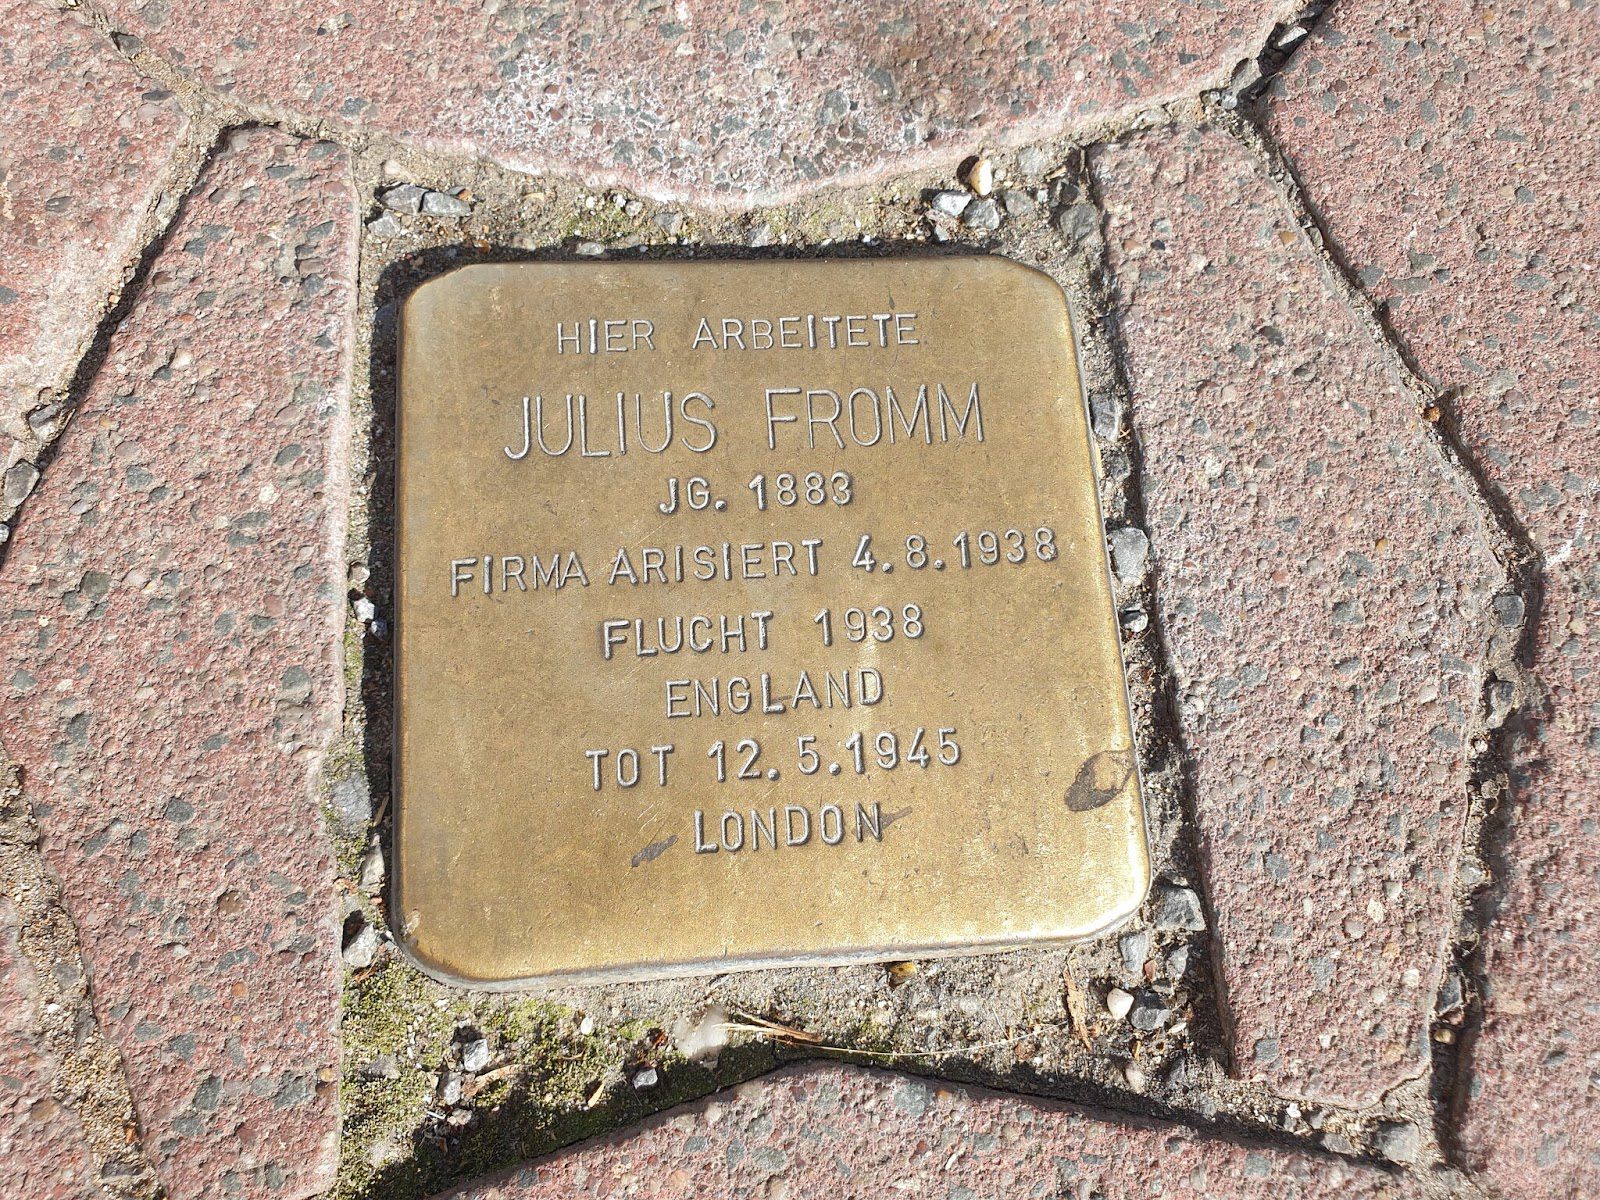 HIER ARBEITETE
JULIUS FROMM
JG. 1883
FIRMA ARISIERT 4.8.1938
FLUCHT 1938
ENGLAND
TOT 12.5.1945
LONDON